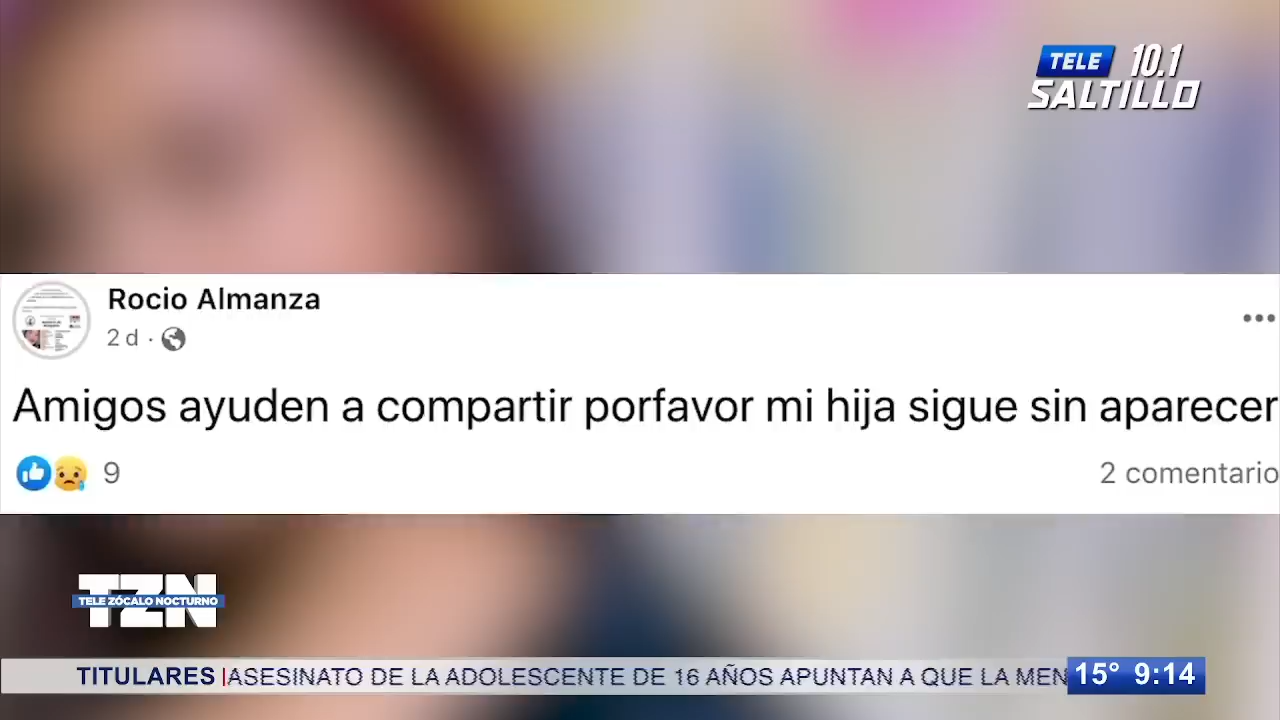 TELE 10.1
SALTILLO
Rocio Almanza
2 d ·
Amigos ayuden a compartir porfavor mi hija sigue sin aparecer
9
2 comentario
TZN
TELE ZÓCALO NOCTURNO
TITULARES ASESINATO DE LA ADOLESCENTE DE 16 AÑOS APUNTAN A QUE LA MEN 15° 9:14